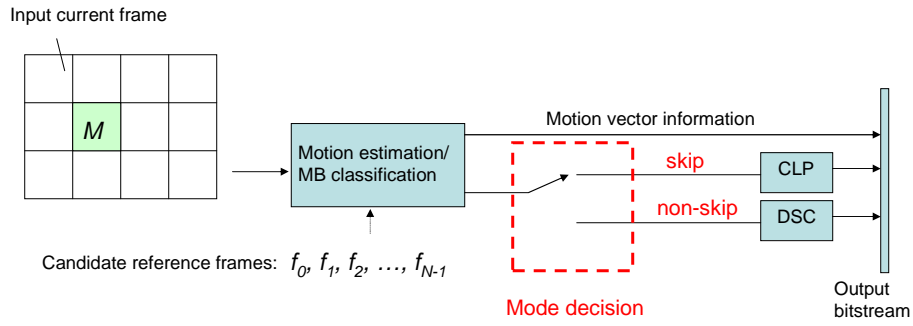 Input current frame
M
Motion estimation/
MB classification
Motion vector information
skip
CLP
non-skip
DSC
Candidate reference frames: f0, f1, f2, …, fN-1
Mode decision
Output
bitstream